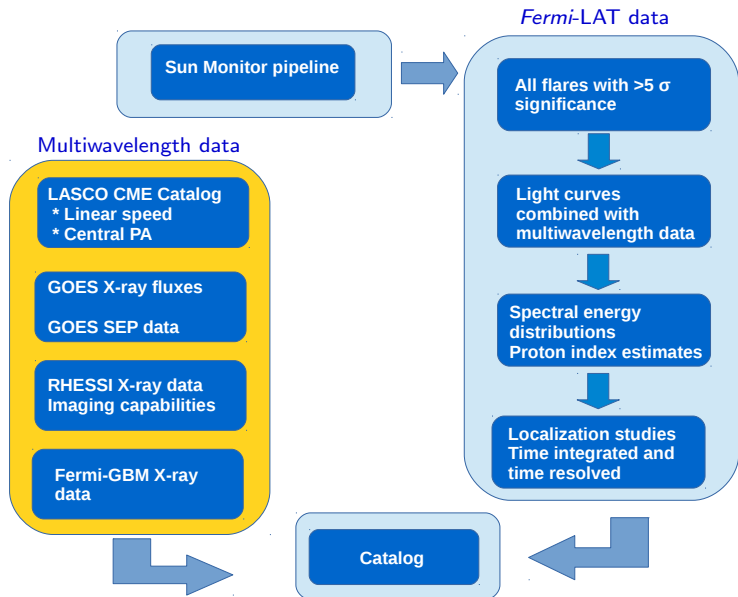 Fermi-LAT data
Sun Monitor pipeline
All flares with >5 σ
significance
Multiwavelength data
LASCO CME Catalog
* Linear speed
* Central PA
Light curves
combined with
multiwavelength data
GOES X-ray fluxes
GOES SEP data
Spectral energy
distributions
Proton index estimates
RHESSI X-ray data
Imaging capabilities
Localization studies
Time integrated and
time resolved
Fermi-GBM X-ray
data
Catalog